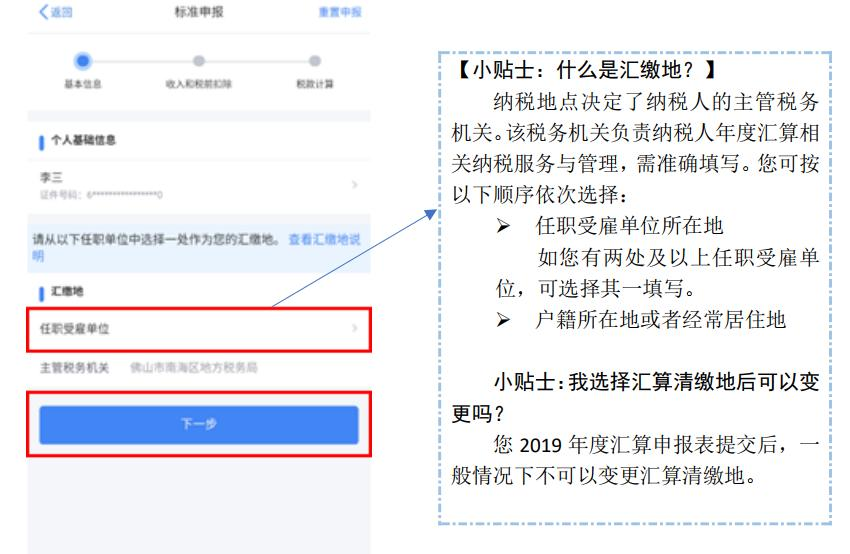 返回
标准申报
重置申报
基本信息
收入和税前扣除
税款计算
个人基础信息
李三
证件号码：6****************0
请从以下任职单位中选择一处作为您的汇缴地。 查看汇缴地说
明
汇缴地
任职受雇单位
主管税务机关 佛山市南海区地方税务局
下一步
【小贴士：什么是汇缴地？】
纳税地点决定了纳税人的主管税务
机关。该税务机关负责纳税人年度汇算相
关纳税服务与管理，需准确填写。您可按
以下顺序依次选择：
➢ 任职受雇单位所在地
如您有两处及以上任职受雇单
位，可选择其一填写。
➢ 户籍所在地或者经常居住地
小贴士：我选择汇算清缴地后可以变
更吗？
您 2019 年度汇算申报表提交后，一
般情况下不可以变更汇算清缴地。